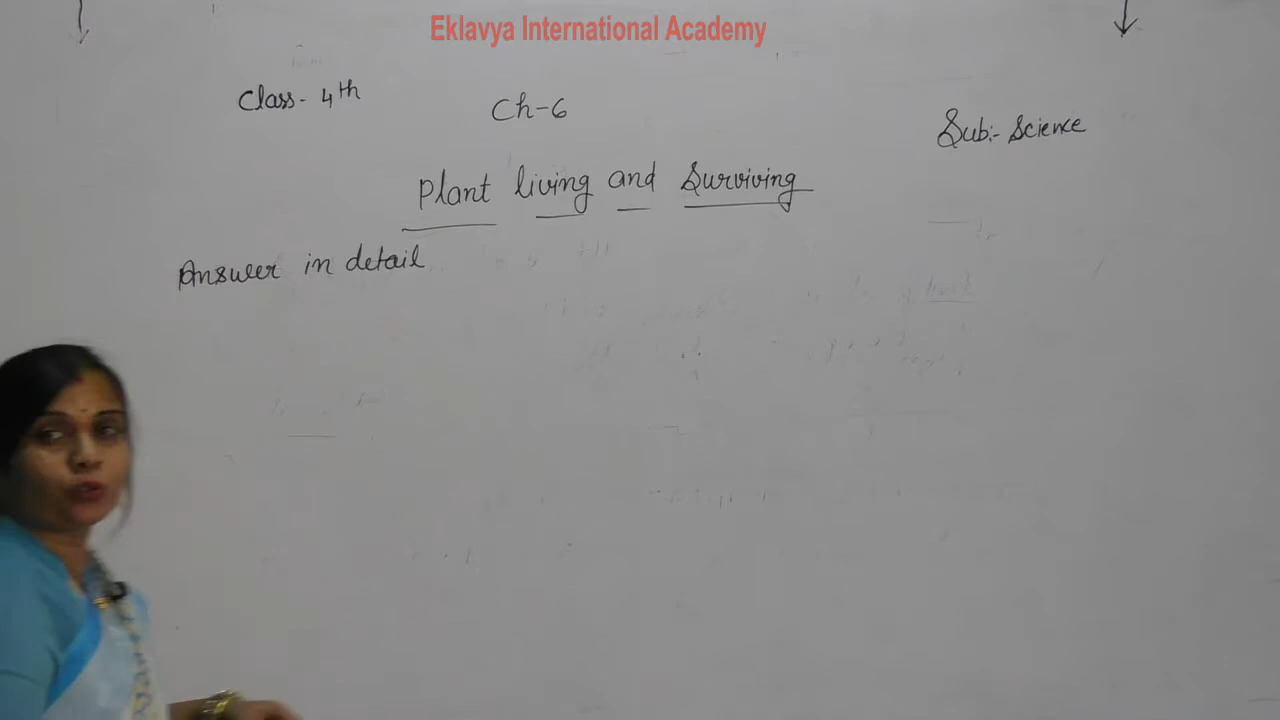 Eklavya International Academy
Class- 4th
Ch-6
Sub:- Science
Plant living and Surviving
Answer in detail